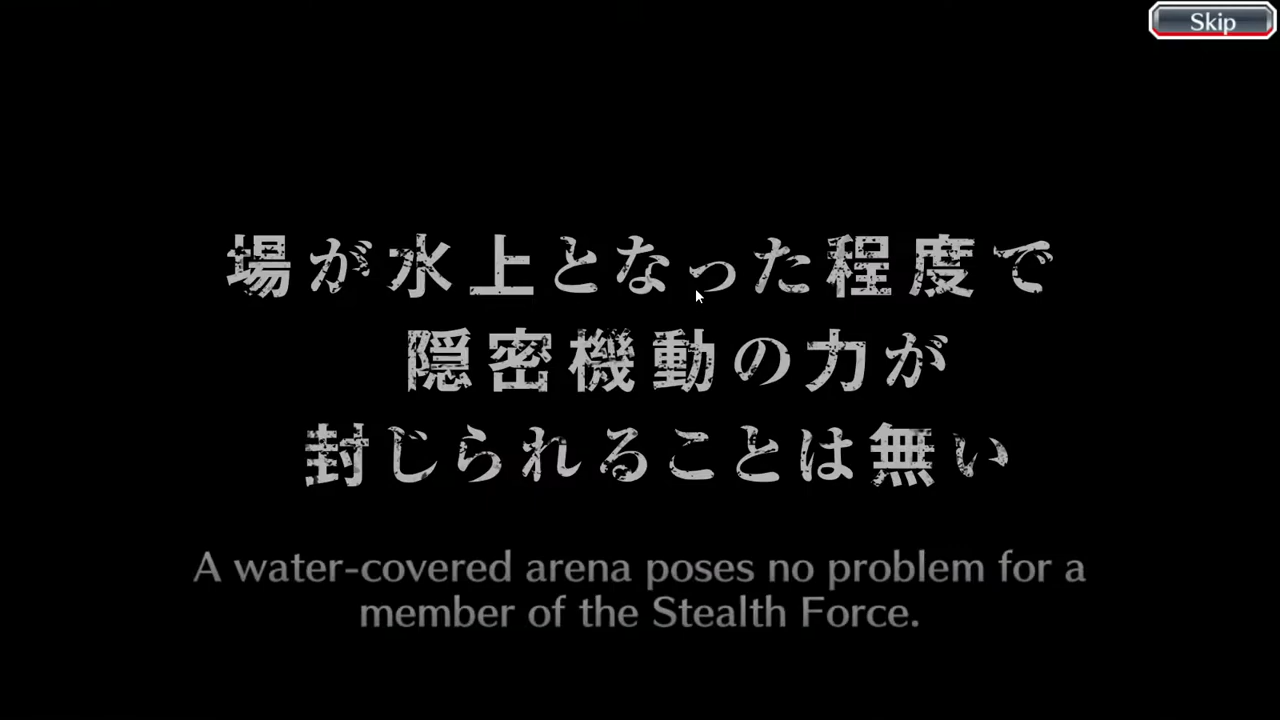 Skip
場が水上となった程度で
隠密機動の力が
封じられることは無い
A water-covered arena poses no problem for a
member of the Stealth Force.